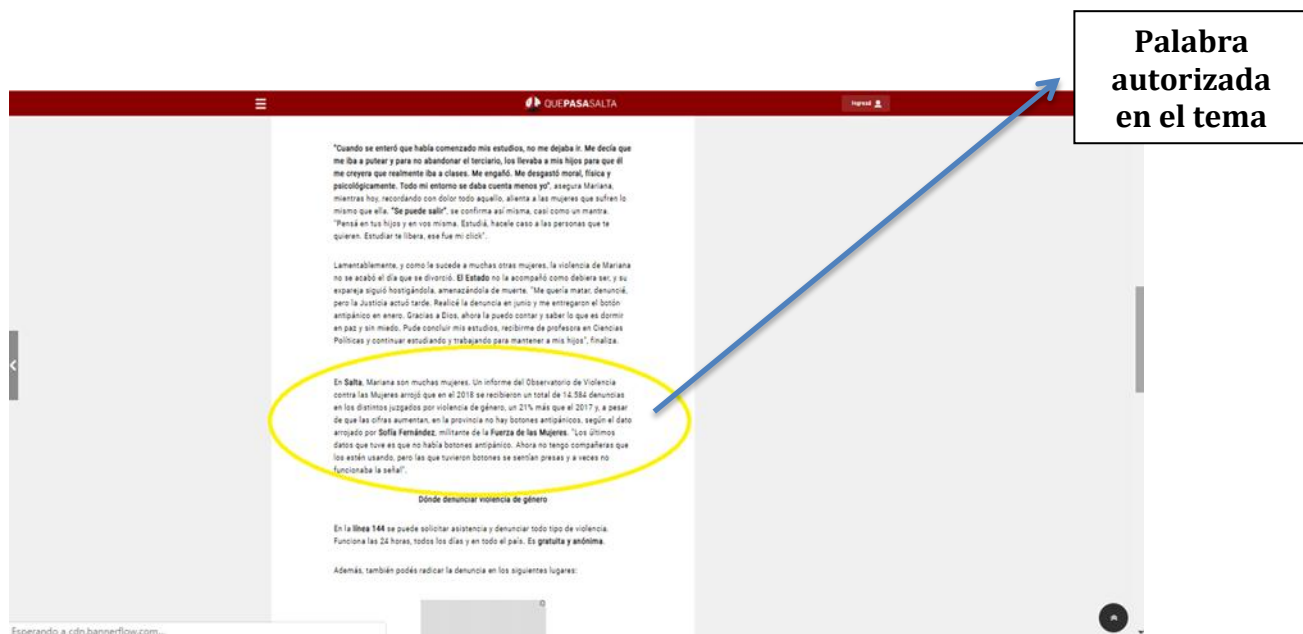 Palabra
autorizada
en el tema
QUEPASASALTA
Ingresá
"Cuando se enteró que había comenzado mis estudios, no me dejaba ir. Me decía que
me iba a putear y para no abandonar el terciario, los llevaba a mis hijos para que él
me creyera que realmente iba a clases. Me engañó. Me desgastó moral, física y
psicológicamente. Todo mi entorno se daba cuenta menos yo", asegura Mariana,
mientras hoy, recordando con dolor todo aquello, alienta a las mujeres que sufren lo
mismo que ella. "Se puede salir", se confirma así misma, casi como un mantra.
"Pensá en tus hijos y en vos misma. Estudiá, hacele caso a las personas que te
quieren. Estudiar te libera, ese fue mi click".
Lamentablemente, y como le sucede a muchas otras mujeres, la violencia de Mariana
no se acabó el día que se divorció. El Estado no la acompañó como debiera ser, y su
expareja siguió hostigándola, amenazándola de muerte. "Me quería matar, denuncié,
pero la Justicia actuó tarde. Realicé la denuncia en junio y me entregaron el botón
antipánico en enero. Gracias a Dios, ahora la puedo contar y saber lo que es dormir
en paz y sin miedo. Pude concluir mis estudios, recibirme de profesora en Ciencias
Políticas y continuar estudiando y trabajando para mantener a mis hijos", finaliza.
En Salta, Mariana son muchas mujeres. Un informe del Observatorio de Violencia
contra las Mujeres arrojó que en el 2018 se recibieron un total de 14.584 denuncias
en los distintos juzgados por violencia de género, un 21% más que el 2017 y, a pesar
de que las cifras aumentan, en la provincia no hay botones antipánicos, según el dato
arrojado por Sofía Fernández, militante de la Fuerza de las Mujeres. "Los últimos
datos que tuve es que no había botones antipánico. Ahora no tengo compañeras que
los estén usando, pero las que tuvieron botones se sentían presas y a veces no
funcionaba la señal".
Dónde denunciar violencia de género
En la línea 144 se puede solicitar asistencia y denunciar todo tipo de violencia.
Funciona las 24 horas, todos los días y en todo el país. Es gratuita y anónima.
Además, también podés radicar la denuncia en los siguientes lugares:
Esperando a cdn.bannerflow.com...